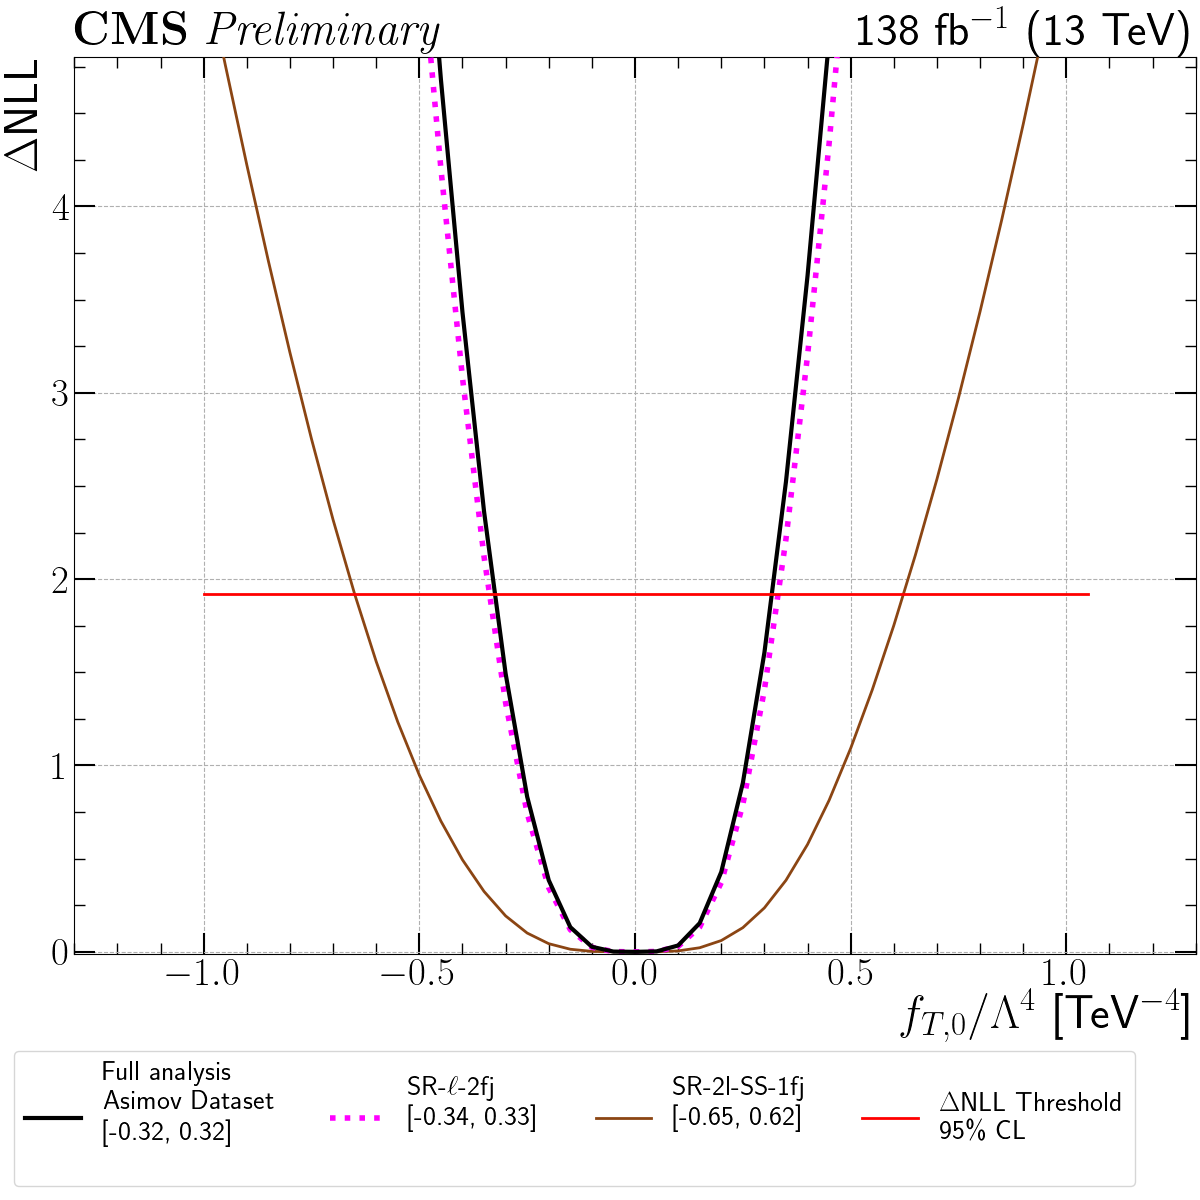 CMS Preliminary
138 fb⁻¹ (13 TeV)
ΔNLL
4
3
2
1
0
−1.0 −0.5 0.0 0.5 1.0
f_{T,0}/Λ⁴ [TeV⁻⁴]
Full analysis
Asimov Dataset
[-0.32, 0.32]
SR-ℓ-2fj
[-0.34, 0.33]
SR-2l-SS-1fj
[-0.65, 0.62]
ΔNLL Threshold
95% CL